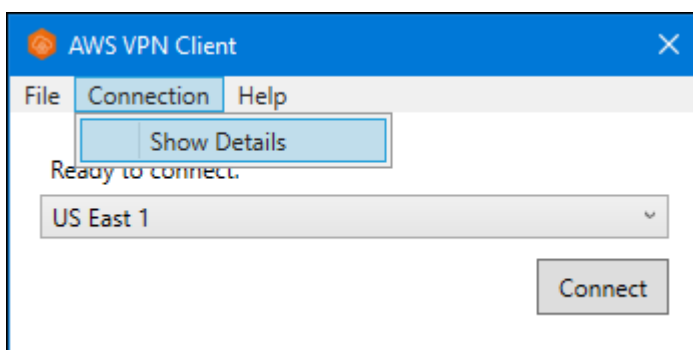 AWS VPN Client
File Connection Help
Show Details
Ready to connect.
US East 1
Connect